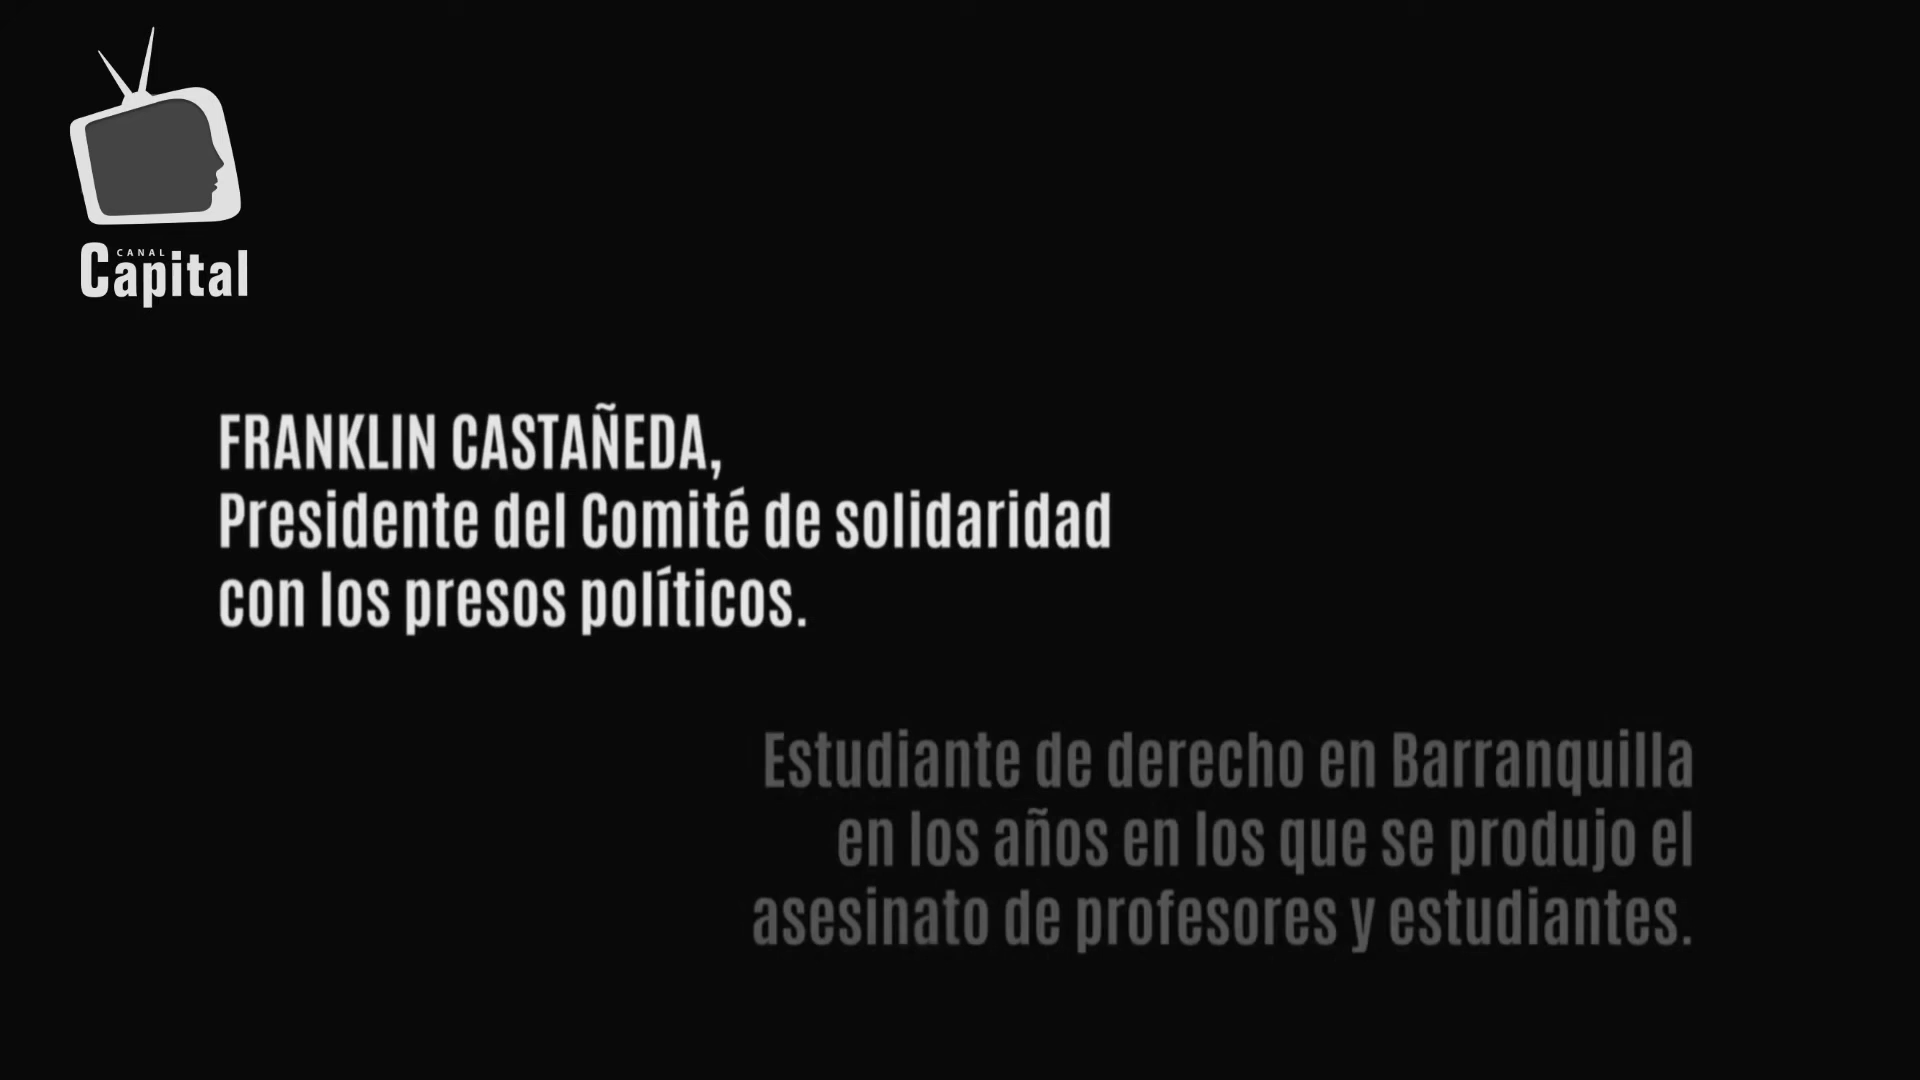 CANAL
Capital
FRANKLIN CASTAÑEDA,
Presidente del Comité de solidaridad
con los presos políticos.
Estudiante de derecho en Barranquilla
en los años en los que se produjo el
asesinato de profesores y estudiantes.